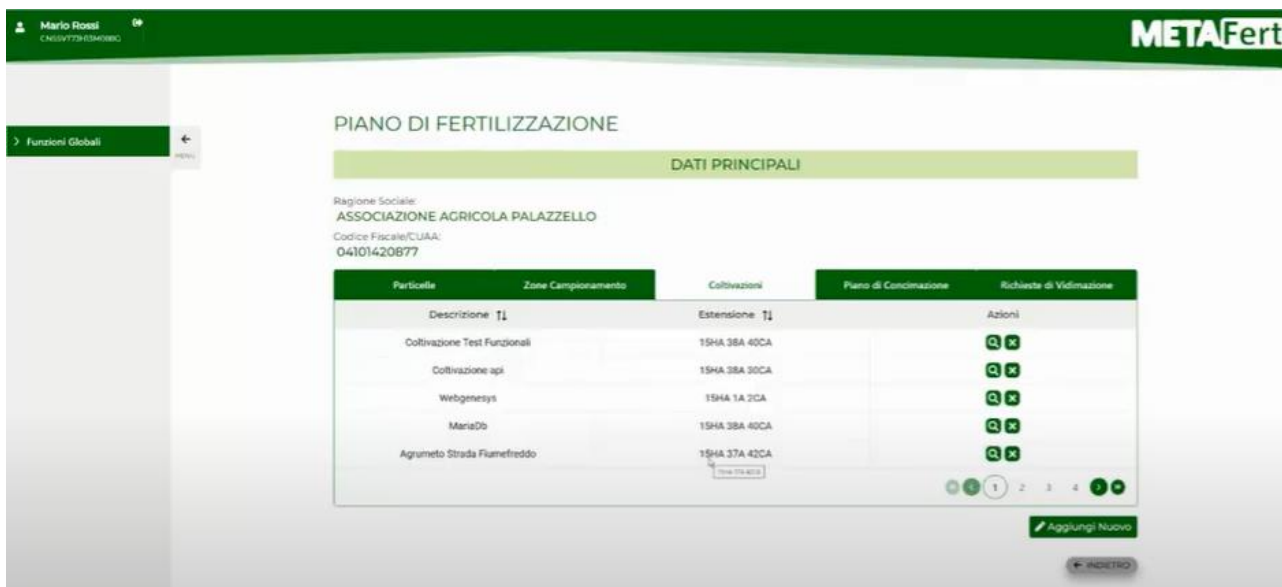 Mario Rossi
METAFert
Funzioni Globali
MENU
PIANO DI FERTILIZZAZIONE
DATI PRINCIPALI
Ragione Sociale:
ASSOCIAZIONE AGRICOLA PALAZZELLO
Codice Fiscale/CUAA:
04101420877
Particelle Zone Campionamento Coltivazioni Piano di Concimazione Richieste di Vidimazione
Descrizione Estensione Azioni
Coltivazione Test Funzionali 15HA 38A 40CA
Coltivazione api 15HA 38A 30CA
Webgenesys 15HA 1A 2CA
MariaDb 15HA 38A 40CA
Agrumeto Strada Fiumefreddo 15HA 37A 42CA
1 2 3 4
Aggiungi Nuovo
INDIETRO